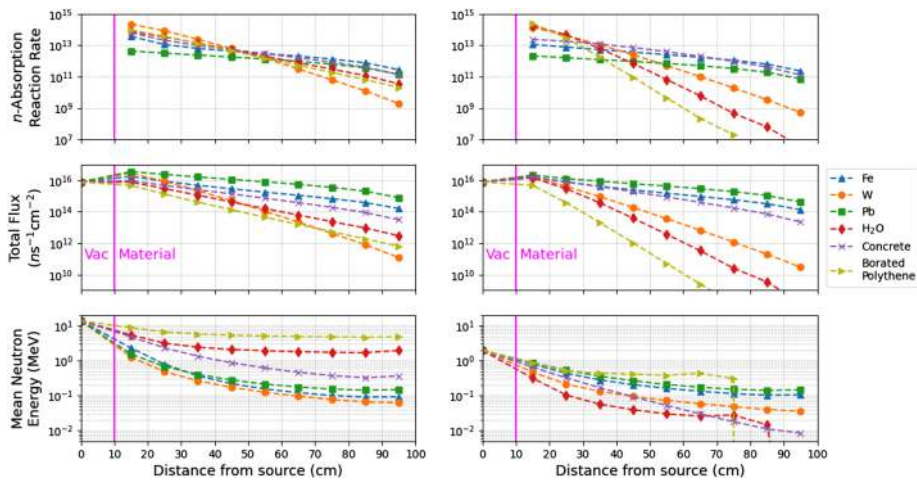 n-Absorption
Reaction Rate
10^15
10^13
10^11
10^9
10^7
10^15
10^13
10^11
10^9
10^7
Total Flux
(ns⁻¹cm⁻²)
10^16
10^14
10^12
10^10
Vac
Material
10^16
10^14
10^12
10^10
Vac
Material
Fe
W
Pb
H₂O
Concrete
Borated
Polythene
Mean Neutron
Energy (MeV)
10^1
10^0
10^-1
10^-2
0 10 20 30 40 50 60 70 80 90 100
Distance from source (cm)
10^1
10^0
10^-1
10^-2
0 10 20 30 40 50 60 70 80 90 100
Distance from source (cm)